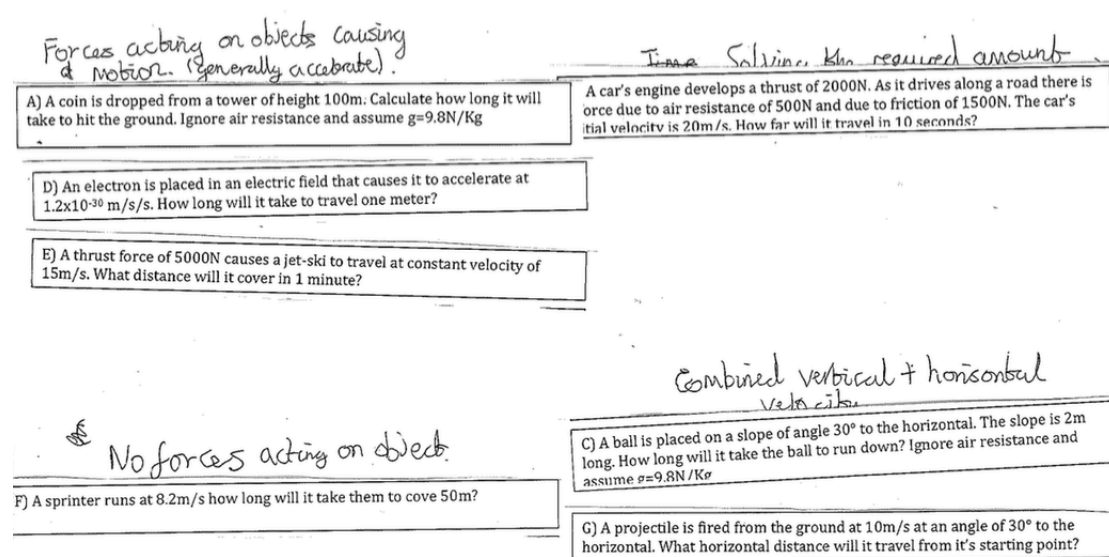 Forces acting on objects causing
a motion. (generally accelrate).
A) A coin is dropped from a tower of height 100m. Calculate how long it will
take to hit the ground. Ignore air resistance and assume g=9.8N/Kg
D) An electron is placed in an electric field that causes it to accelerate at
1.2x10⁻³⁰ m/s/s. How long will it take to travel one meter?
E) A thrust force of 5000N causes a jet-ski to travel at constant velocity of
15m/s. What distance will it cover in 1 minute?
No forces acting on object.
F) A sprinter runs at 8.2m/s how long will it take them to cove 50m?
Solving the required amount.
A car's engine develops a thrust of 2000N. As it drives along a road there is
orce due to air resistance of 500N and due to friction of 1500N. The car's
itial velocity is 20m/s. How far will it travel in 10 seconds?
Combined vertical + horisontal
velocity
C) A ball is placed on a slope of angle 30° to the horizontal. The slope is 2m
long. How long will it take the ball to run down? Ignore air resistance and
assume g=9.8N/Kg
G) A projectile is fired from the ground at 10m/s at an angle of 30° to the
horizontal. What horizontal distance will it travel from it's starting point?